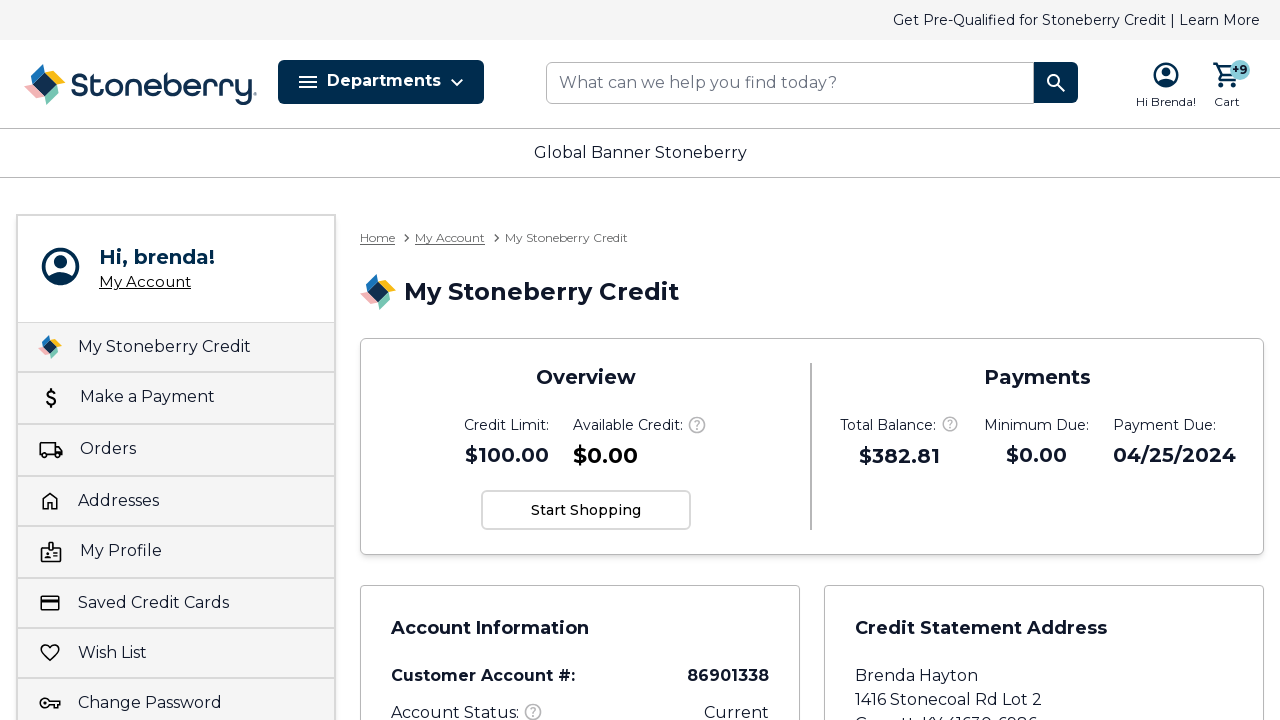 Get Pre-Qualified for Stoneberry Credit | Learn More
Stoneberry.
Departments
What can we help you find today?
Hi Brenda!
+9
Cart
Global Banner Stoneberry
Hi, brenda!
My Account
My Stoneberry Credit
Make a Payment
Orders
Addresses
My Profile
Saved Credit Cards
Wish List
Change Password
Home > My Account > My Stoneberry Credit
My Stoneberry Credit
Overview
Credit Limit: Available Credit: ?
$100.00 $0.00
Start Shopping
Payments
Total Balance: ? Minimum Due: Payment Due:
$382.81 $0.00 04/25/2024
Account Information
Customer Account #: 86901338
Account Status: ? Current
Credit Statement Address
Brenda Hayton
1416 Stonecoal Rd Lot 2